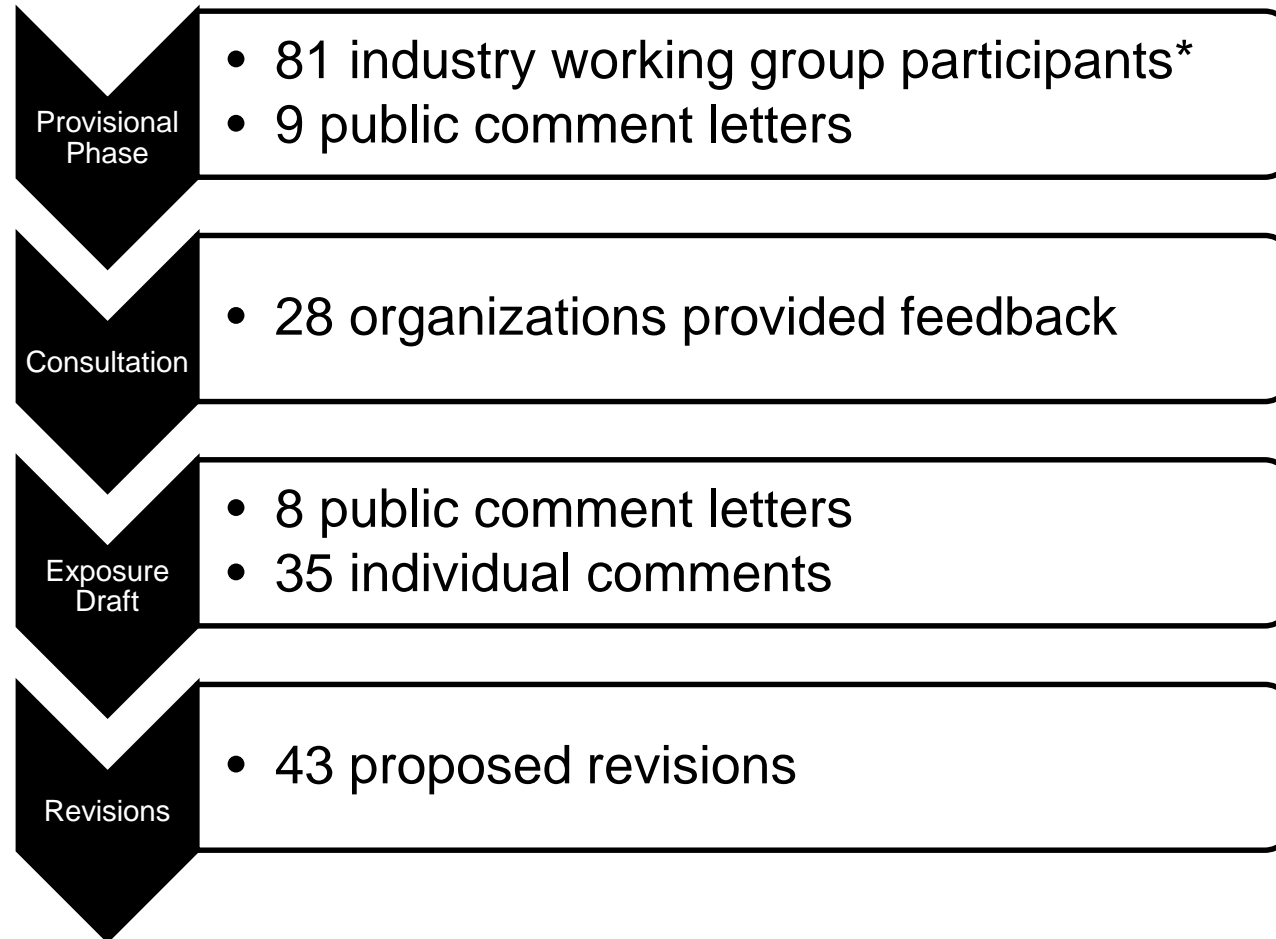 Provisional
Phase
• 81 industry working group participants*
• 9 public comment letters
Consultation
• 28 organizations provided feedback
Exposure
Draft
• 8 public comment letters
• 35 individual comments
Revisions
• 43 proposed revisions